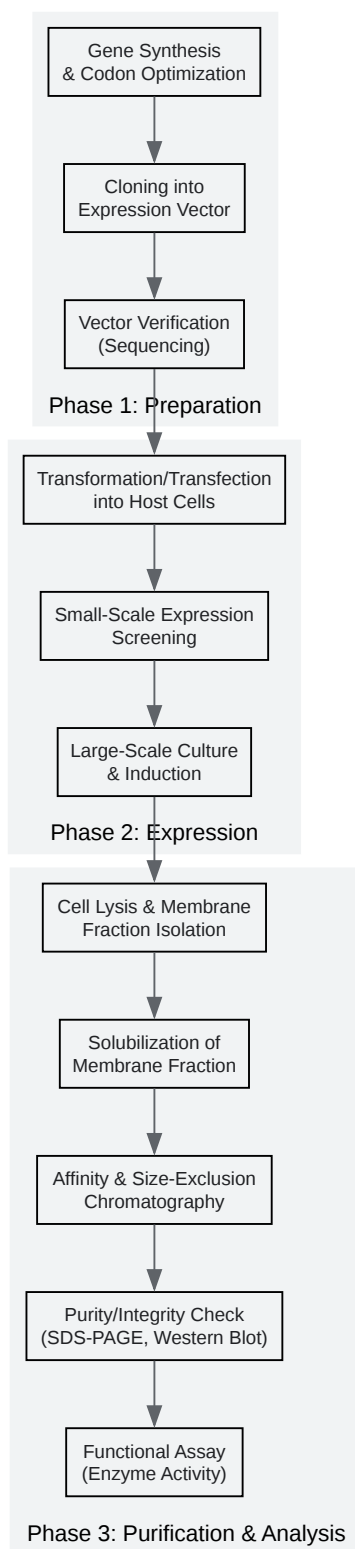 Gene Synthesis
& Codon Optimization
Cloning into
Expression Vector
Vector Verification
(Sequencing)
Phase 1: Preparation
Transformation/Transfection
into Host Cells
Small-Scale Expression
Screening
Large-Scale Culture
& Induction
Phase 2: Expression
Cell Lysis & Membrane
Fraction Isolation
Solubilization of
Membrane Fraction
Affinity & Size-Exclusion
Chromatography
Purity/Integrity Check
(SDS-PAGE, Western Blot)
Functional Assay
(Enzyme Activity)
Phase 3: Purification & Analysis